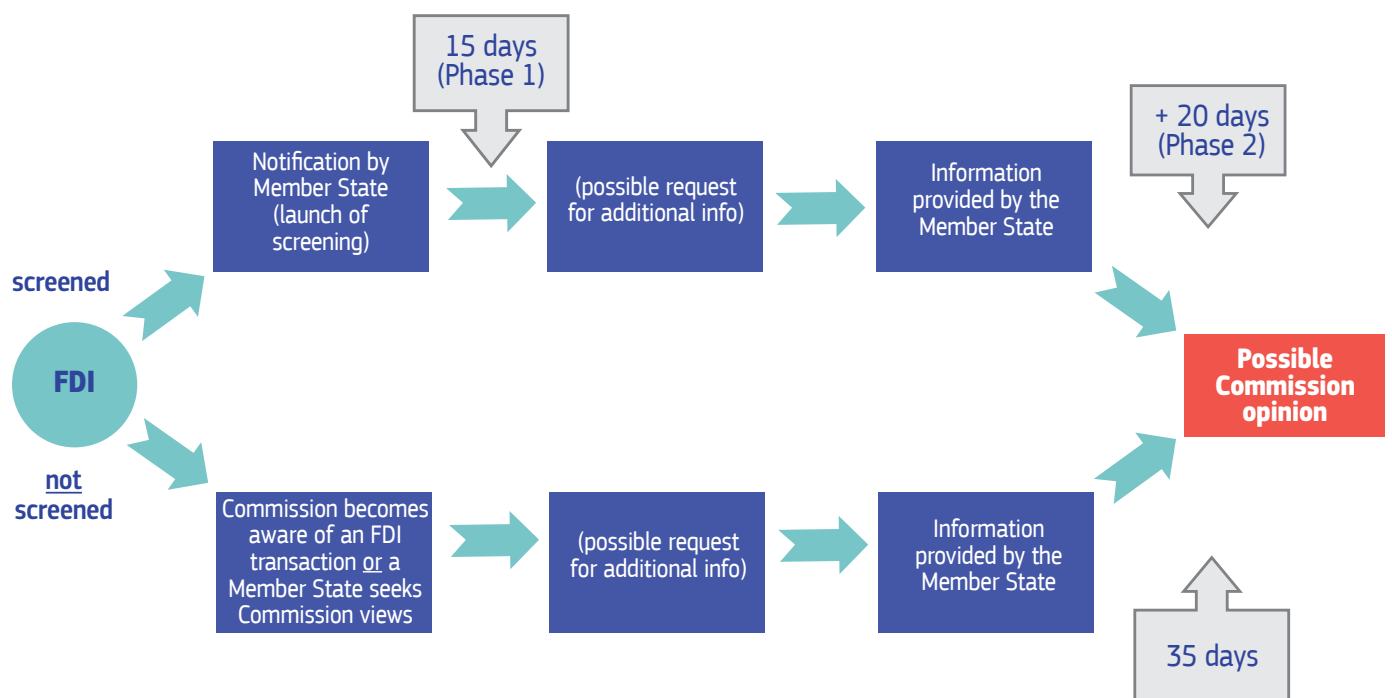 15 days
(Phase 1)
+ 20 days
(Phase 2)
Notification by
Member State
(launch of
screening)
(possible request
for additional info)
Information
provided by the
Member State
screened
FDI
not
screened
Possible
Commission
opinion
Commission becomes
aware of an FDI
transaction or a
Member State seeks
Commission views
(possible request
for additional info)
Information
provided by the
Member State
35 days